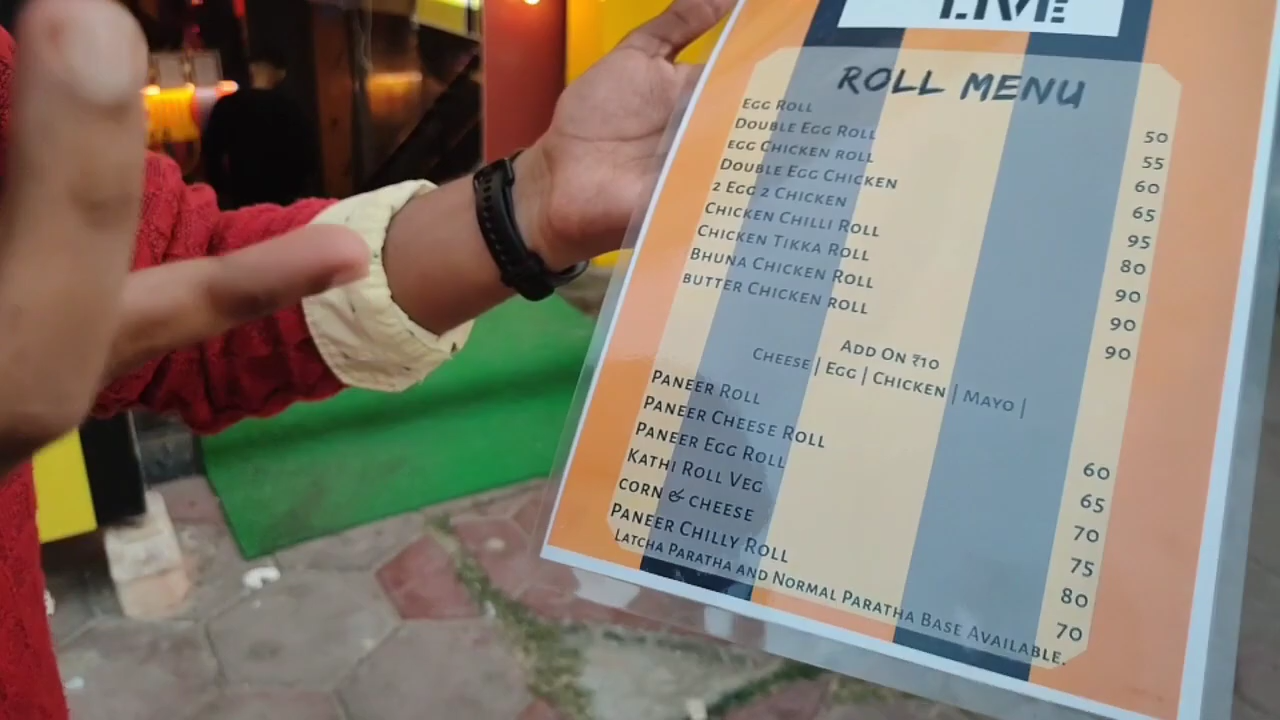 LIVE
ROLL MENU
EGG ROLL 50
DOUBLE EGG ROLL 55
EGG CHICKEN ROLL 60
DOUBLE EGG CHICKEN 65
2 EGG 2 CHICKEN 95
CHICKEN CHILLI ROLL 80
CHICKEN TIKKA ROLL 90
BHUNA CHICKEN ROLL 90
BUTTER CHICKEN ROLL 90
ADD ON ₹10
CHEESE | EGG | CHICKEN | MAYO |
PANEER ROLL 60
PANEER CHEESE ROLL 65
PANEER EGG ROLL 70
KATHI ROLL VEG 75
CORN & CHEESE 80
PANEER CHILLY ROLL 70
LATCHA PARATHA AND NORMAL PARATHA BASE AVAILABLE.